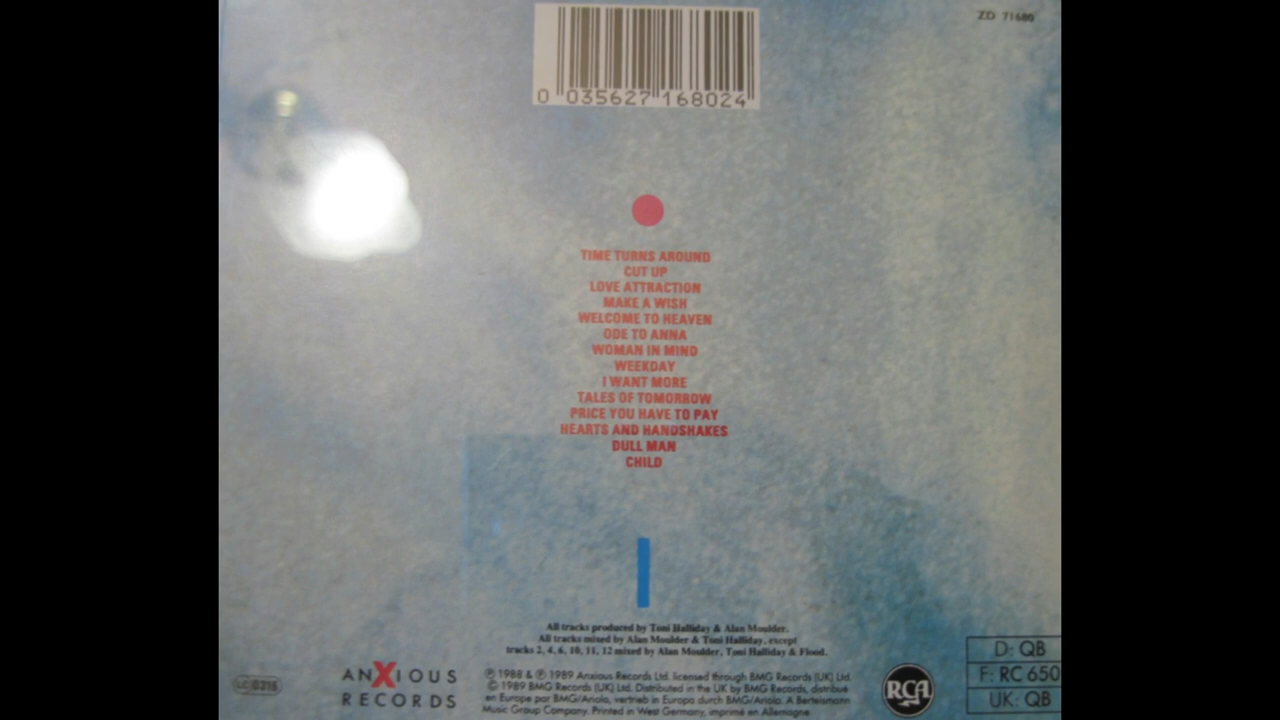 ZD 71680
0 035627 168024
TIME TURNS AROUND
CUT UP
LOVE ATTRACTION
MAKE A WISH
WELCOME TO HEAVEN
ODE TO ANNA
WOMAN IN MIND
WEEKDAY
I WANT MORE
TALES OF TOMORROW
PRICE YOU HAVE TO PAY
HEARTS AND HANDSHAKES
DULL MAN
CHILD
All tracks produced by Toni Halliday & Alan Moulder.
All tracks mixed by Alan Moulder & Toni Halliday, except
tracks 2, 4, 6, 10, 11, 12 mixed by Alan Moulder, Toni Halliday & Flood.
LC 0316
ANXIOUS
RECORDS
℗ 1988 & ℗ 1989 Anxious Records Ltd. licensed through BMG Records (UK) Ltd.
© 1989 BMG Records (UK) Ltd. Distributed in the UK by BMG Records, distribué
en Europe par BMG/Ariola, vertrieb in Europa durch BMG/Ariola. A Bertelsmann
Music Group Company. Printed in West Germany, imprimé en Allemagne
RCA
D: QB
F: RC 650
UK: QB